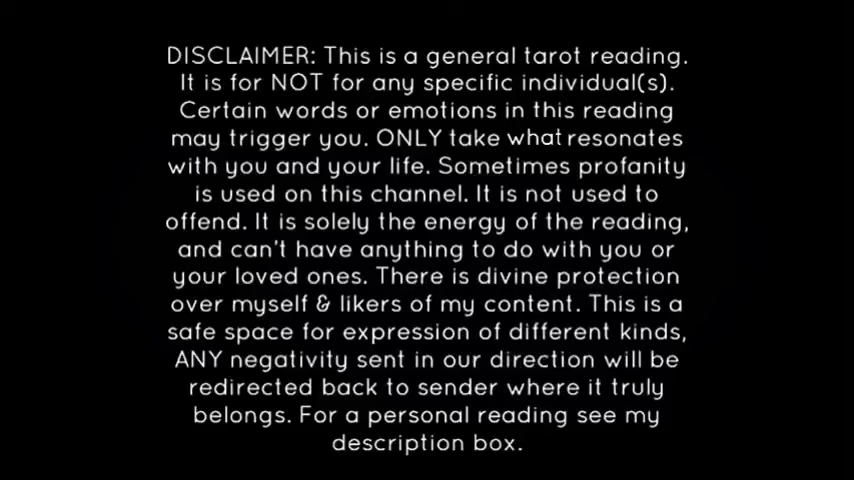 DISCLAIMER: This is a general tarot reading.
It is for NOT for any specific individual(s).
Certain words or emotions in this reading
may trigger you. ONLY take what resonates
with you and your life. Sometimes profanity
is used on this channel. It is not used to
offend. It is solely the energy of the reading,
and can't have anything to do with you or
your loved ones. There is divine protection
over myself & likers of my content. This is a
safe space for expression of different kinds,
ANY negativity sent in our direction will be
redirected back to sender where it truly
belongs. For a personal reading see my
description box.